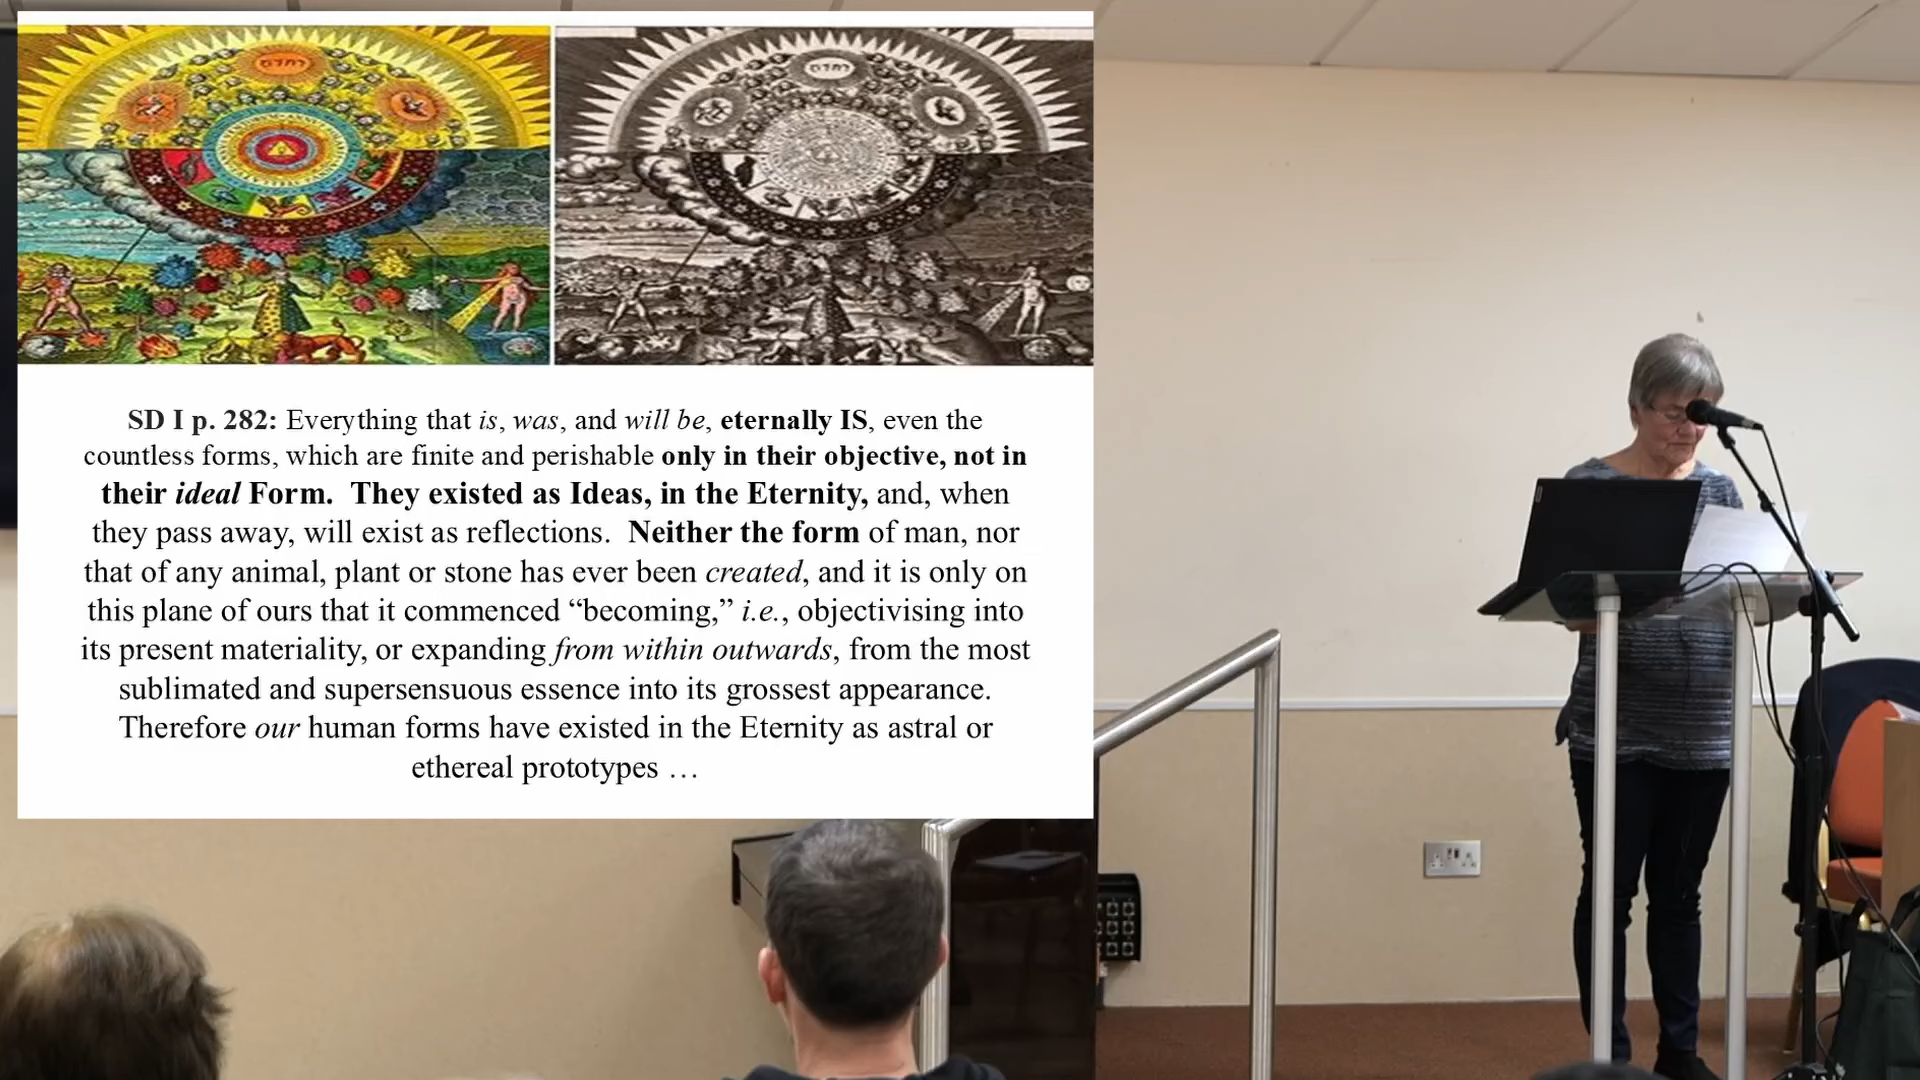 SD I p. 282: Everything that is, was, and will be, eternally IS, even the
countless forms, which are finite and perishable only in their objective, not in
their ideal Form. They existed as Ideas, in the Eternity, and, when
they pass away, will exist as reflections. Neither the form of man, nor
that of any animal, plant or stone has ever been created, and it is only on
this plane of ours that it commenced “becoming,” i.e., objectivising into
its present materiality, or expanding from within outwards, from the most
sublimated and supersensuous essence into its grossest appearance.
Therefore our human forms have existed in the Eternity as astral or
ethereal prototypes …